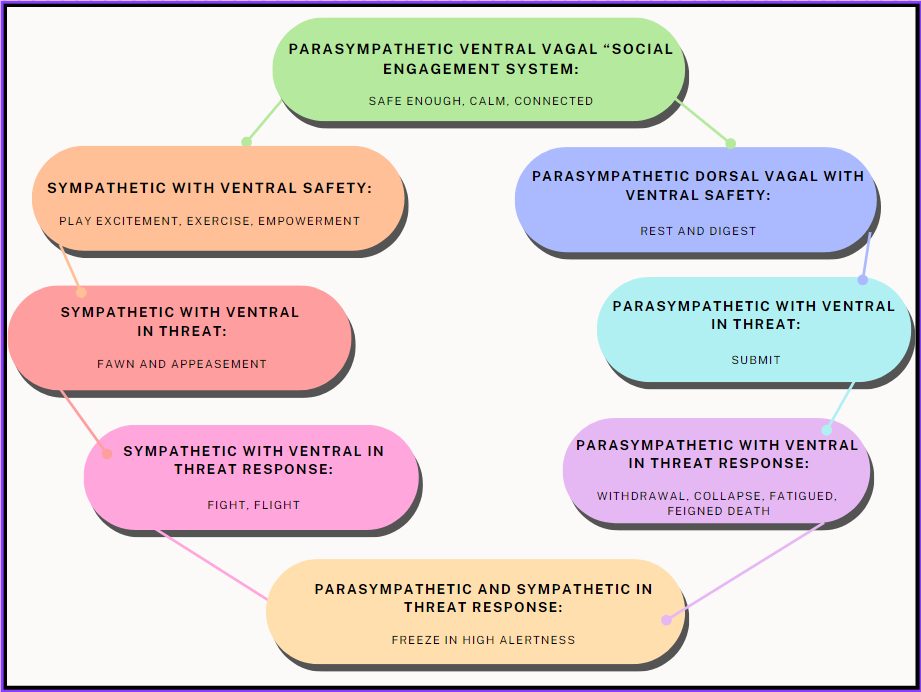 PARASYMPATHETIC VENTRAL VAGAL “SOCIAL
ENGAGEMENT SYSTEM:
SAFE ENOUGH, CALM, CONNECTED
SYMPATHETIC WITH VENTRAL SAFETY:
PLAY EXCITEMENT, EXERCISE, EMPOWERMENT
PARASYMPATHETIC DORSAL VAGAL WITH
VENTRAL SAFETY:
REST AND DIGEST
SYMPATHETIC WITH VENTRAL
IN THREAT:
FAWN AND APPEASEMENT
PARASYMPATHETIC WITH VENTRAL
IN THREAT:
SUBMIT
SYMPATHETIC WITH VENTRAL IN
THREAT RESPONSE:
FIGHT, FLIGHT
PARASYMPATHETIC WITH VENTRAL
IN THREAT RESPONSE:
WITHDRAWAL, COLLAPSE, FATIGUED,
FEIGNED DEATH
PARASYMPATHETIC AND SYMPATHETIC IN
THREAT RESPONSE:
FREEZE IN HIGH ALERTNESS